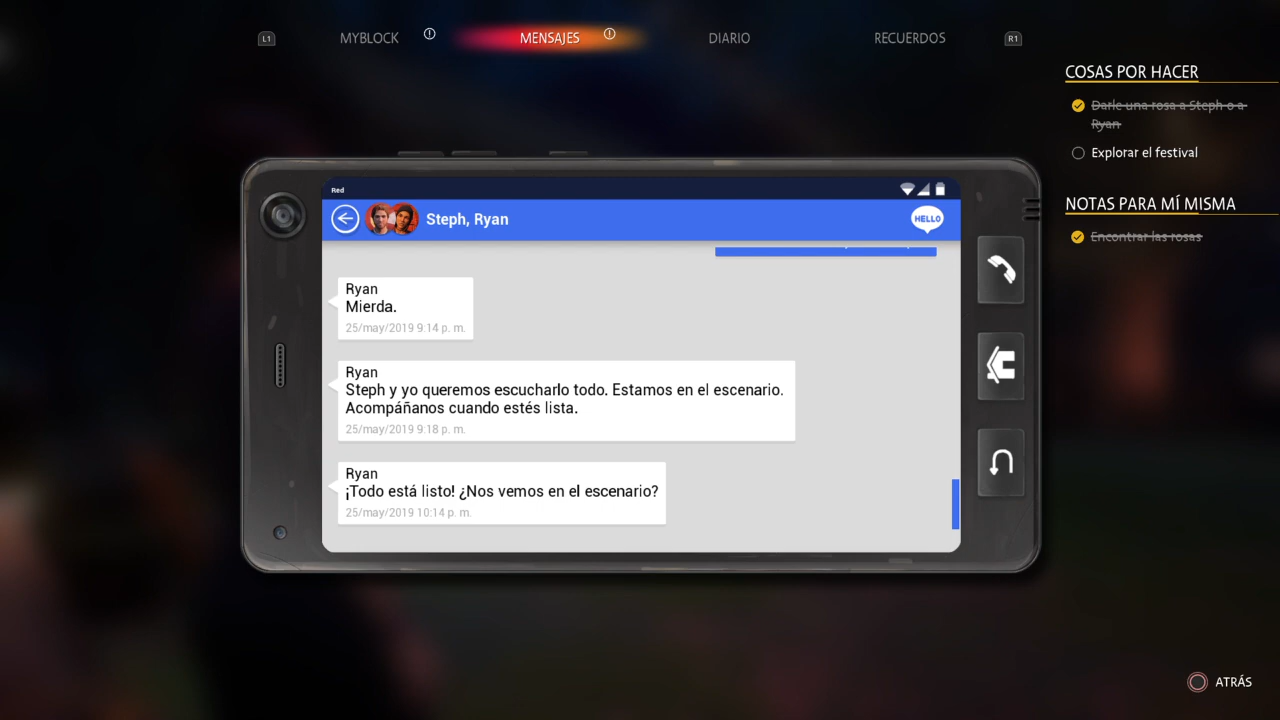 L1
MYBLOCK
MENSAJES
DIARIO
RECUERDOS
R1
COSAS POR HACER
Darle una rosa a Steph o a
Ryan
Explorar el festival
NOTAS PARA MÍ MISMA
Encontrar las rosas
Red
Steph, Ryan
HELLO
Ryan
Mierda.
25/may/2019 9:14 p. m.
Ryan
Steph y yo queremos escucharlo todo. Estamos en el escenario.
Acompáñanos cuando estés lista.
25/may/2019 9:18 p. m.
Ryan
¡Todo está listo! ¿Nos vemos en el escenario?
25/may/2019 10:14 p. m.
ATRÁS